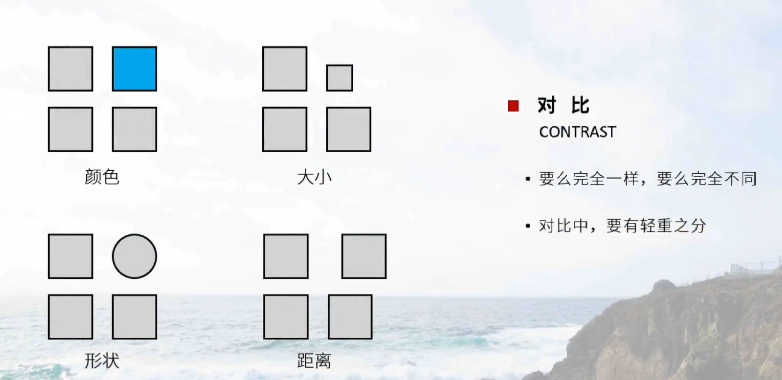 颜色
大小
形状
距离
对 比
CONTRAST
• 要么完全一样，要么完全不同
• 对比中，要有轻重之分